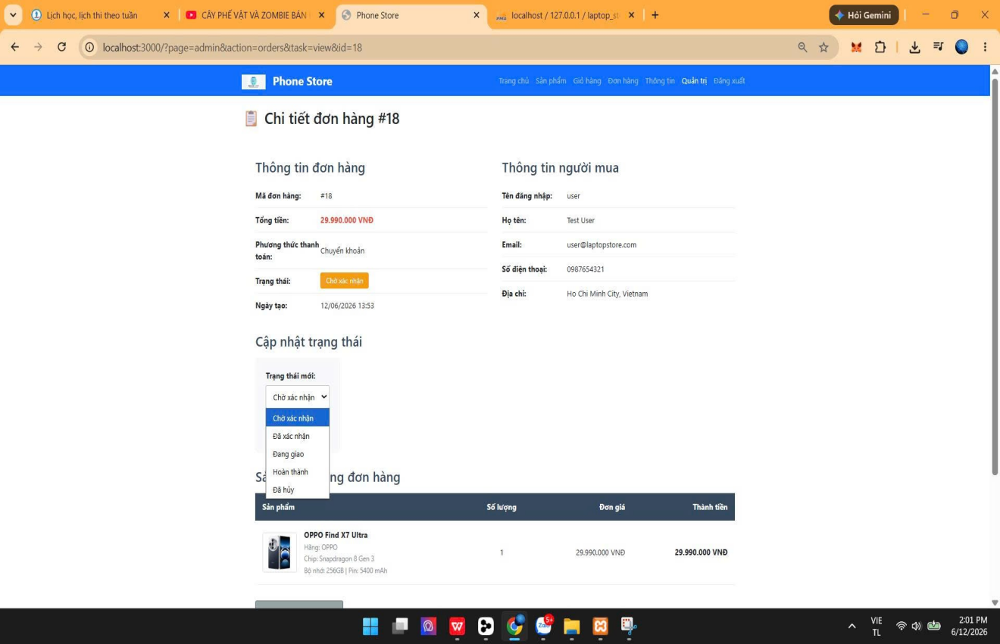 Lịch học, lịch thi theo tuần
CÂY PHẾ VẬT VÀ ZOMBIE BÁN
Phone Store
localhost / 127.0.0.1 / laptop_st
Hỏi Gemini
localhost:3000/?page=admin&action=orders&task=view&id=18
Phone Store
Trang chủ Sản phẩm Giỏ hàng Đơn hàng Thông tin Quản trị Đăng xuất
Chi tiết đơn hàng #18
Thông tin đơn hàng
Mã đơn hàng: #18
Tổng tiền: 29.990.000 VNĐ
Phương thức thanh
toán: Chuyển khoản
Trạng thái: Chờ xác nhận
Ngày tạo: 12/06/2026 13:53
Thông tin người mua
Tên đăng nhập: user
Họ tên: Test User
Email: user@laptopstore.com
Số điện thoại: 0987654321
Địa chỉ: Ho Chi Minh City, Vietnam
Cập nhật trạng thái
Trạng thái mới:
Chờ xác nhận
Chờ xác nhận
Đã xác nhận
Đang giao
Hoàn thành
Đã hủy
ng đơn hàng
Sản phẩm Số lượng Đơn giá Thành tiền
OPPO Find X7 Ultra
Hãng: OPPO
Chip: Snapdragon 8 Gen 3
Bộ nhớ: 256GB | Pin: 5400 mAh
1 29.990.000 VNĐ 29.990.000 VNĐ
Zalo
5+
VIE
TL
2:01 PM
6/12/2026